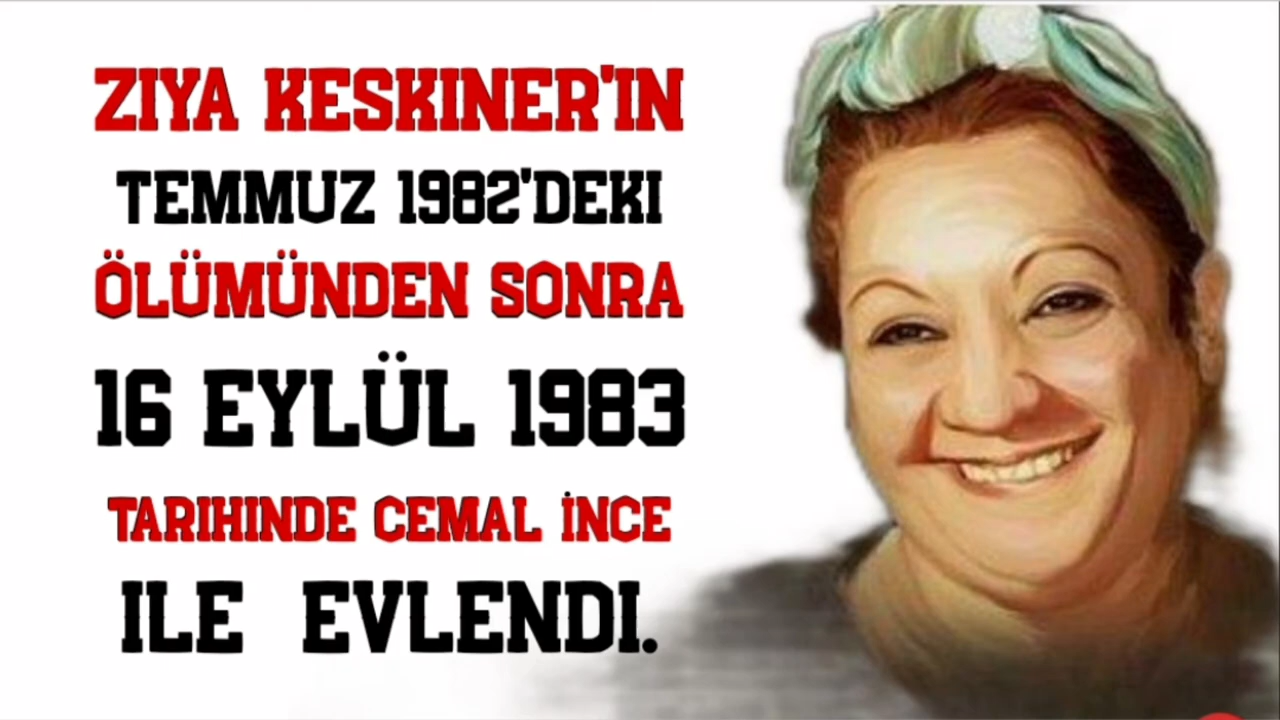 ZIYA KESKINER'IN
TEMMUZ 1982'DEKI
ÖLÜMÜNDEN SONRA
16 EYLÜL 1983
TARIHINDE CEMAL İNCE
ILE EVLENDI.